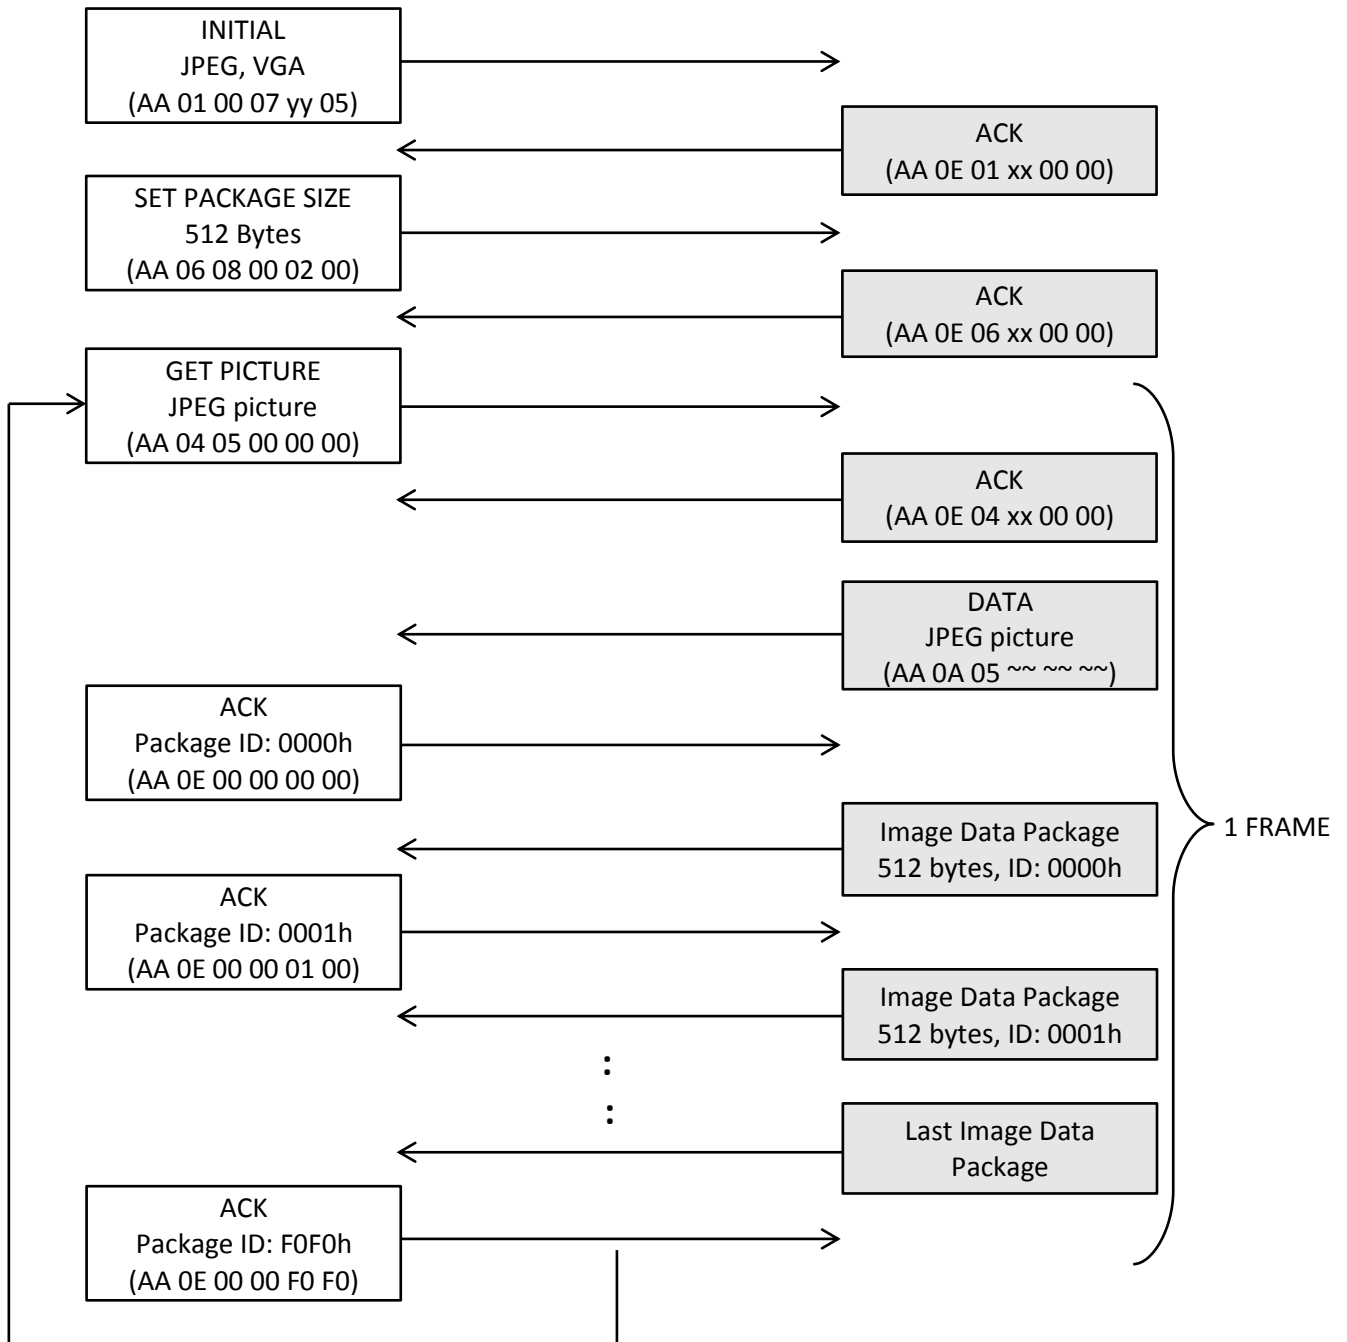 INITIAL
JPEG, VGA
(AA 01 00 07 yy 05)
ACK
(AA 0E 01 xx 00 00)
SET PACKAGE SIZE
512 Bytes
(AA 06 08 00 02 00)
ACK
(AA 0E 06 xx 00 00)
GET PICTURE
JPEG picture
(AA 04 05 00 00 00)
ACK
(AA 0E 04 xx 00 00)
DATA
JPEG picture
(AA 0A 05 ~~ ~~ ~~)
ACK
Package ID: 0000h
(AA 0E 00 00 00 00)
Image Data Package
512 bytes, ID: 0000h
1 FRAME
ACK
Package ID: 0001h
(AA 0E 00 00 01 00)
Image Data Package
512 bytes, ID: 0001h
:
:
Last Image Data
Package
ACK
Package ID: F0F0h
(AA 0E 00 00 F0 F0)